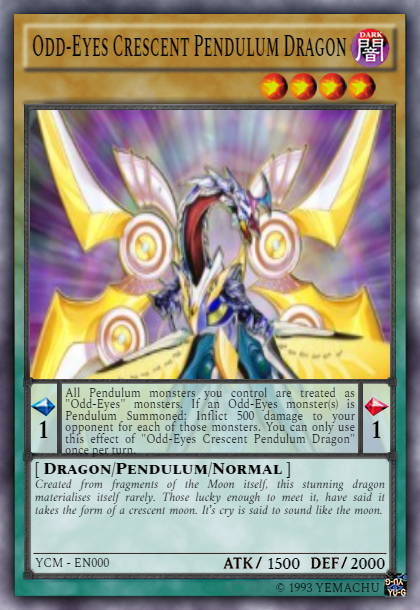 ODD-EYES CRESCENT PENDULUM DRAGON
DARK
闇
All Pendulum monsters you control are treated as
"Odd-Eyes" monsters. If an Odd-Eyes monster(s) is
Pendulum Summoned: Inflict 500 damage to your
opponent for each of those monsters. You can only use
this effect of "Odd-Eyes Crescent Pendulum Dragon"
once per turn.
1
1
[ DRAGON/PENDULUM/NORMAL ]
Created from fragments of the Moon itself, this stunning dragon
materialises itself rarely. Those lucky enough to meet it, have said it
takes the form of a crescent moon. It's cry is said to sound like the moon.
YCM - EN000
ATK/ 1500 DEF/ 2000
© 1993 YEMACHU